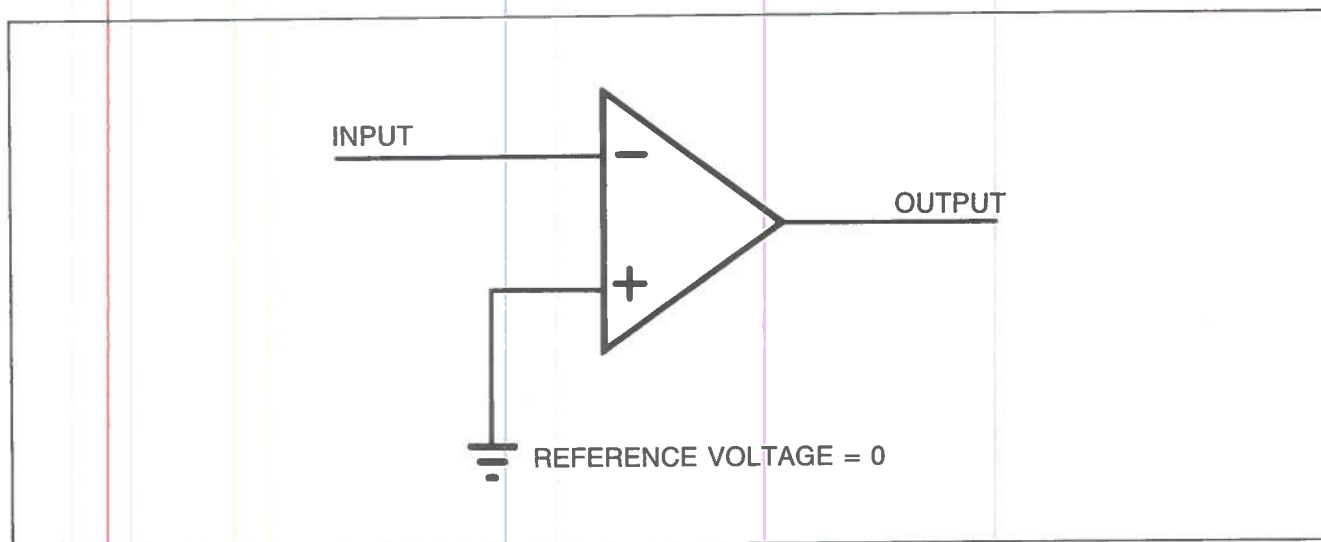 INPUT
−
OUTPUT
+
REFERENCE VOLTAGE = 0